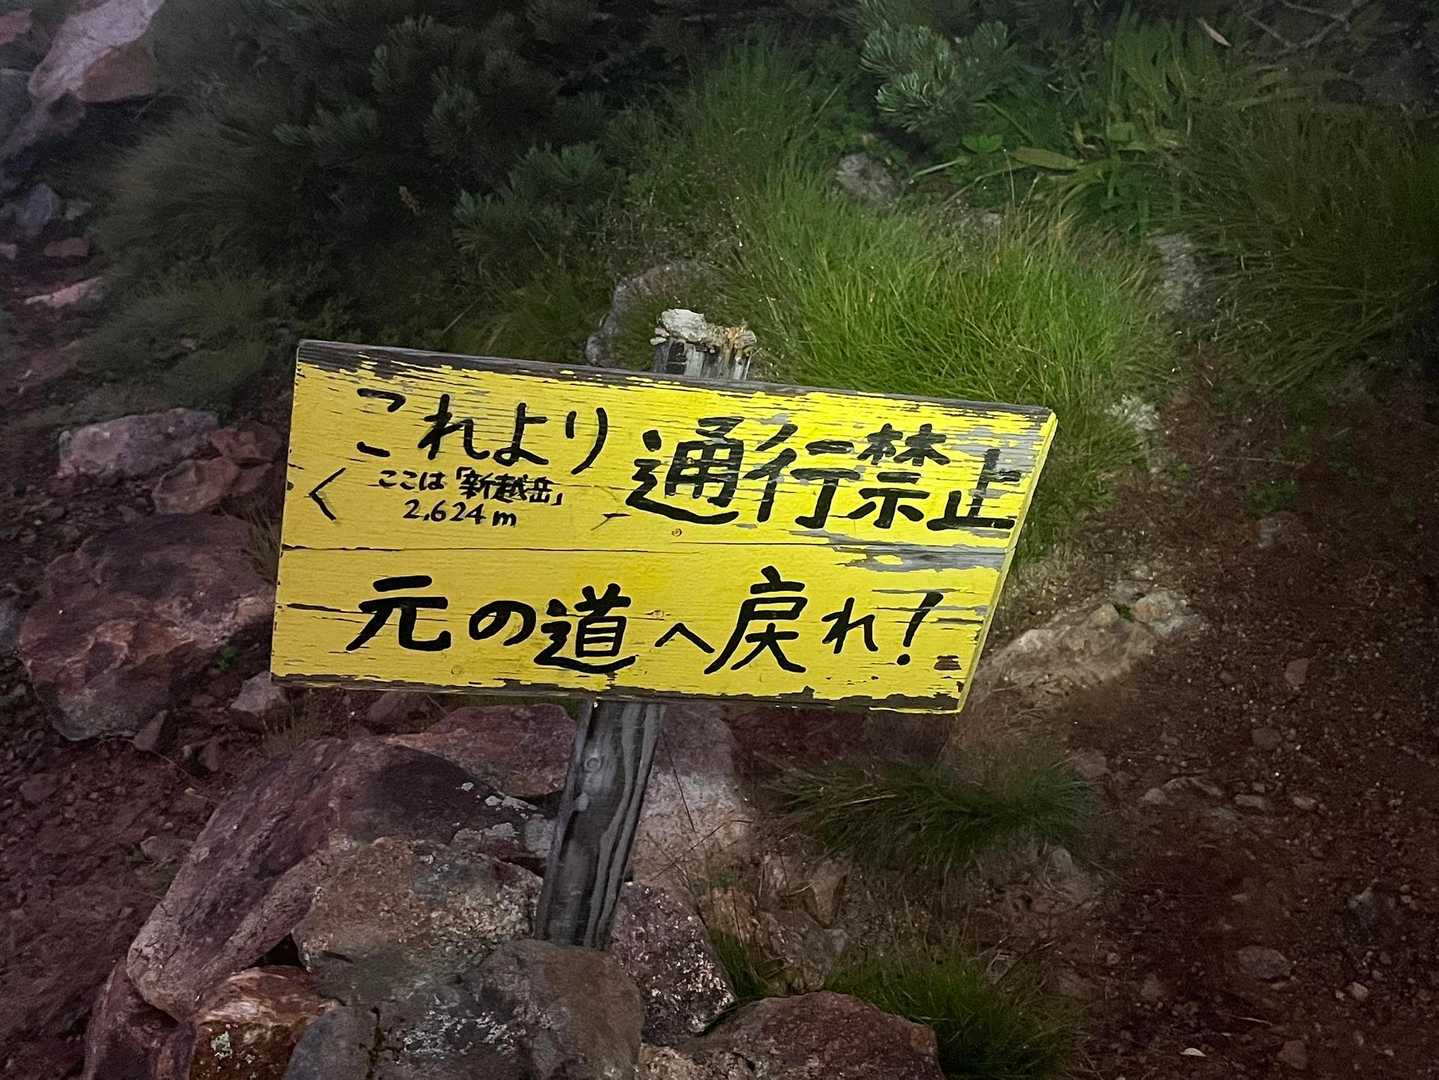 これより 通行禁止
ここは「新越岳」
2,624m
元の道へ戻れ!